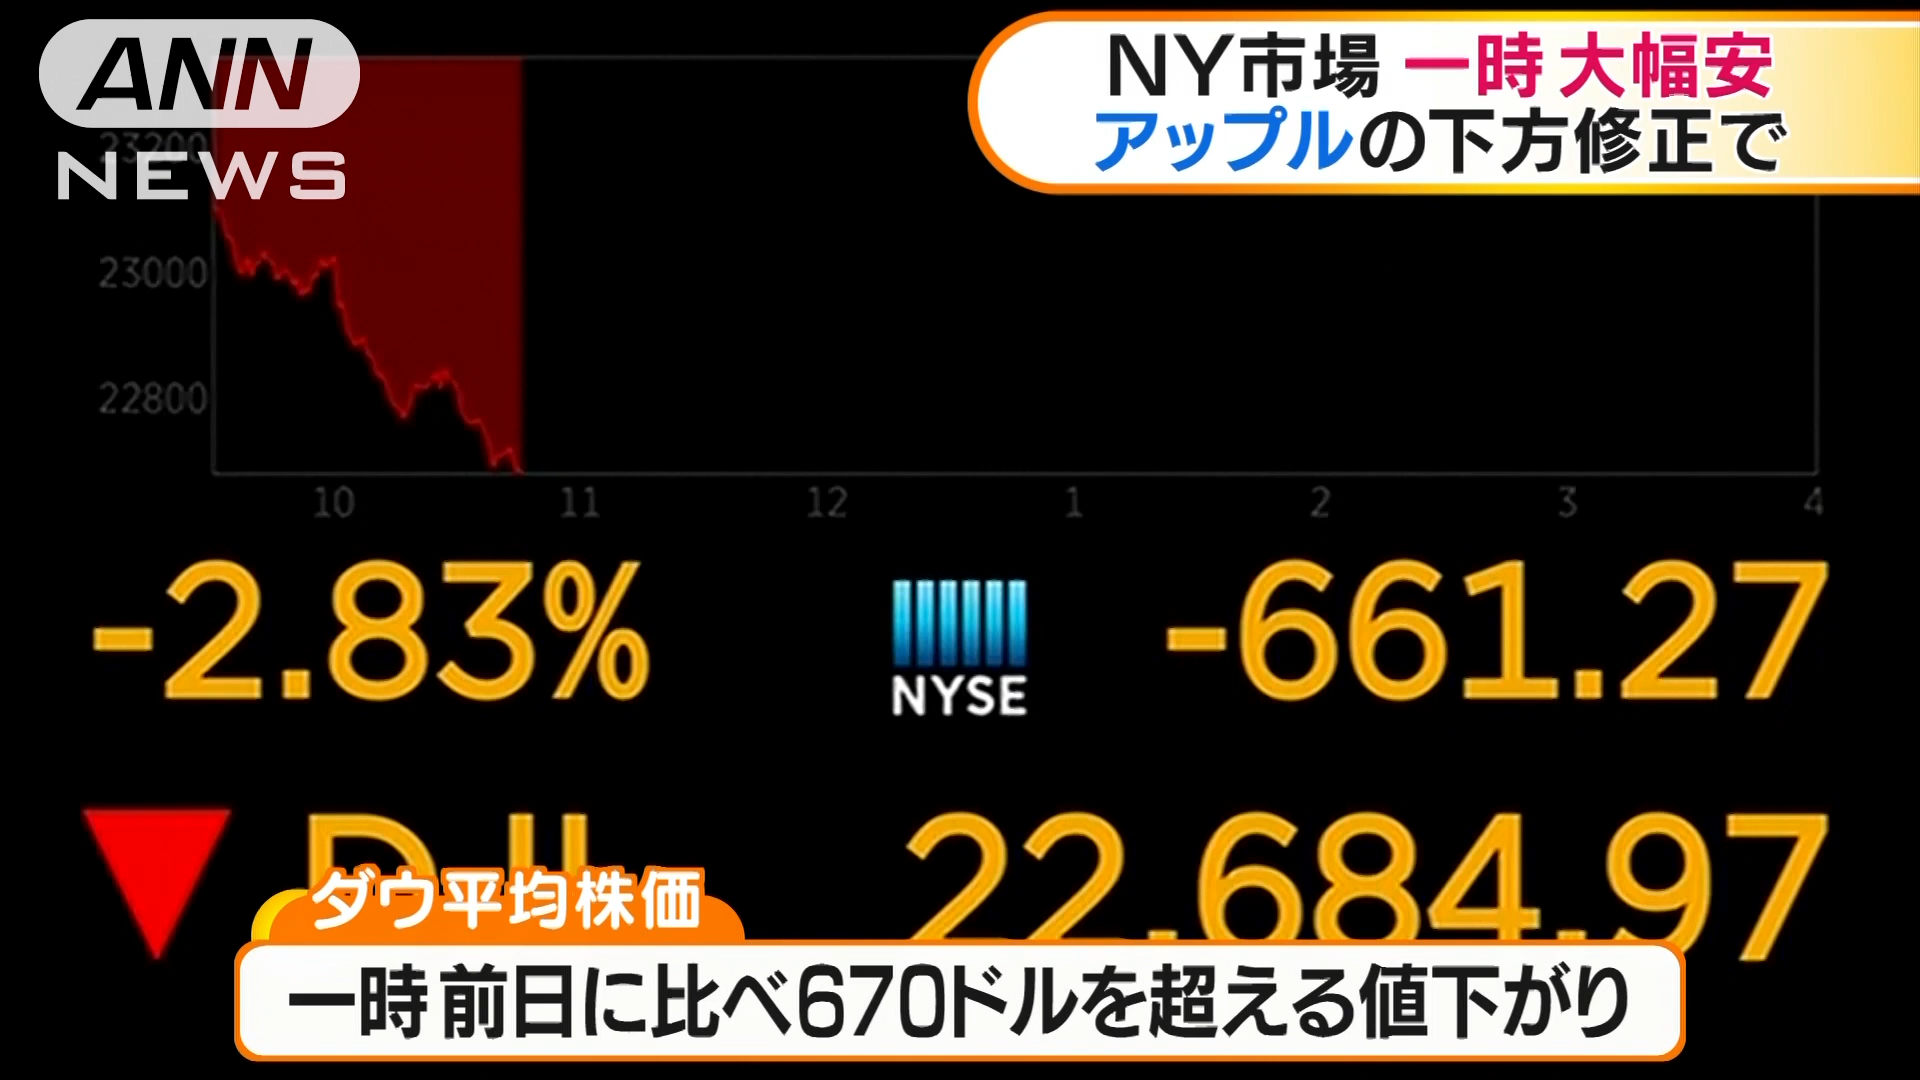 ANN
NEWS
NY市場 一時 大幅安
アップルの下方修正で
23200
23000
22800
10 11 12 1 2 3 4
-2.83%
NYSE
-661.27
22,684.97
ダウ平均株価
一時 前日に比べ670ドルを超える値下がり